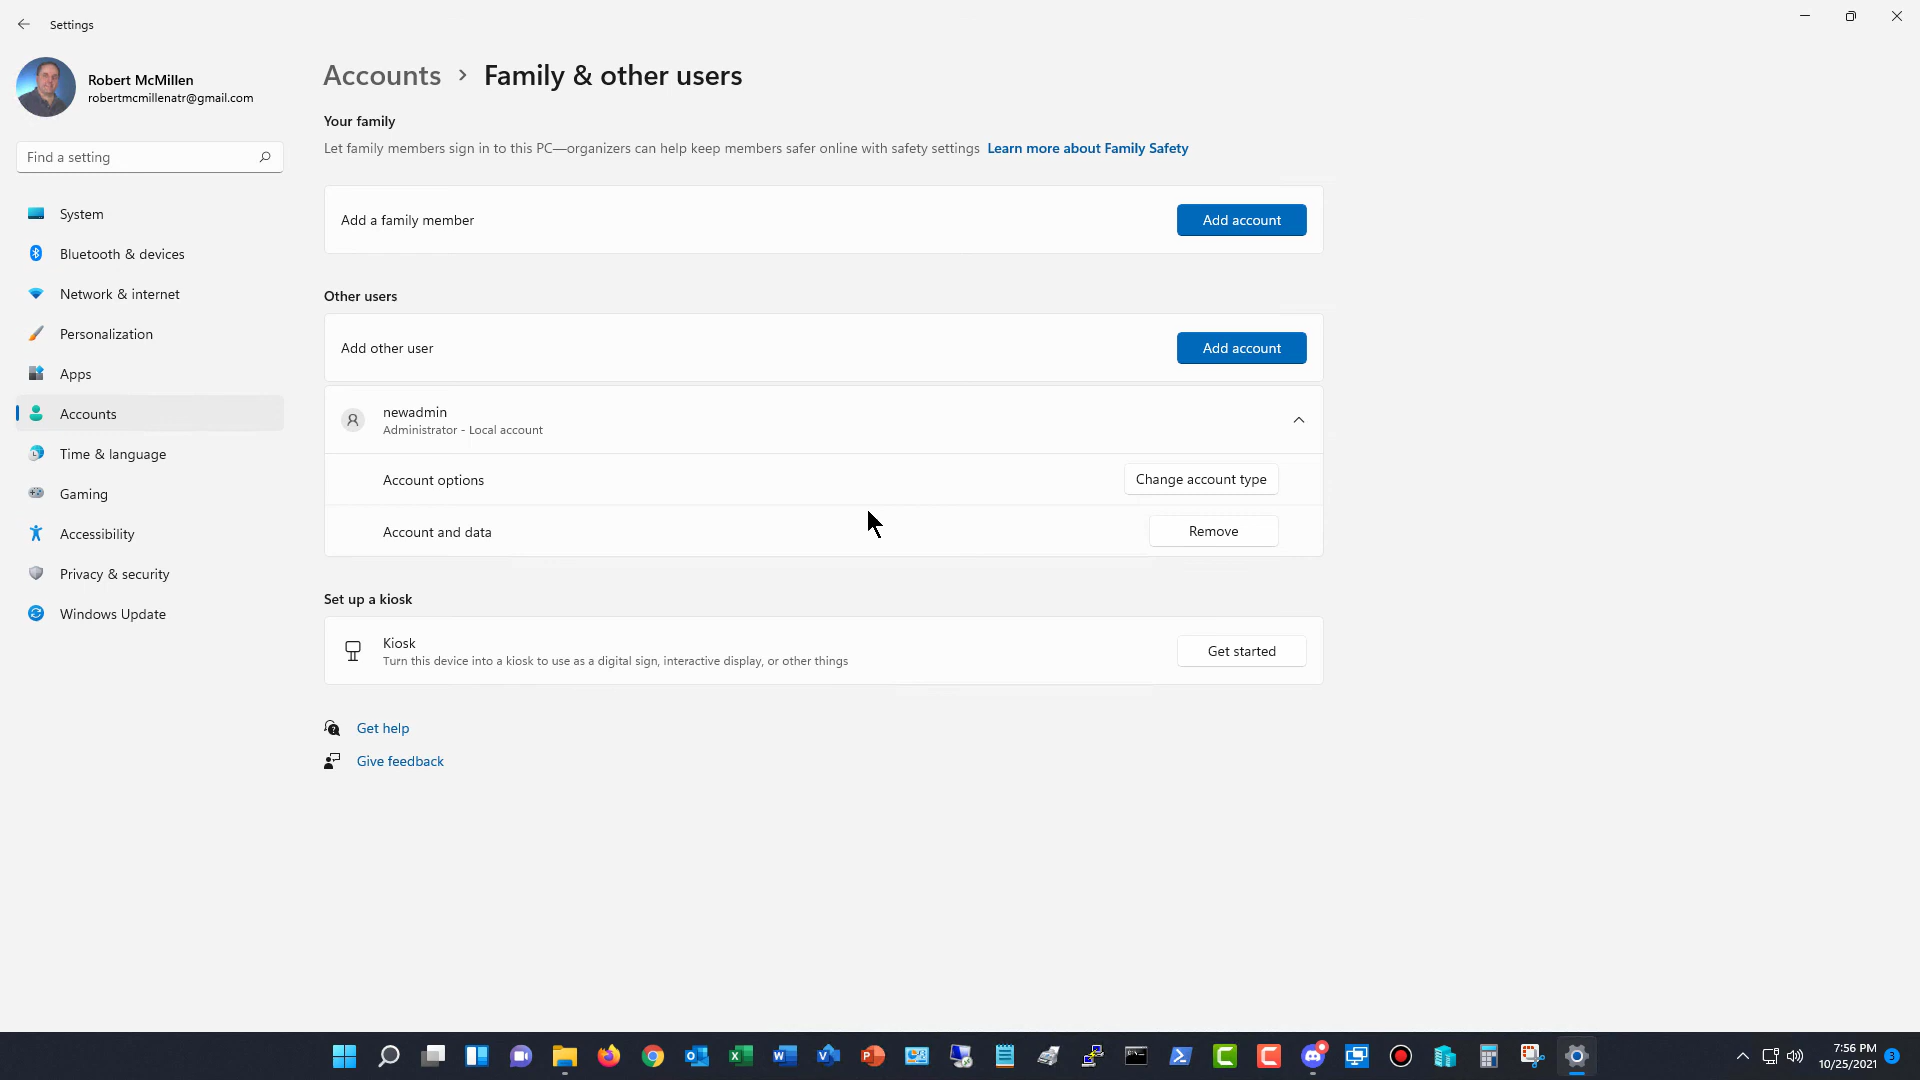 Settings
Robert McMillen
robertmcmillenatr@gmail.com
Find a setting
System
Bluetooth & devices
Network & internet
Personalization
Apps
Accounts
Time & language
Gaming
Accessibility
Privacy & security
Windows Update
Accounts > Family & other users
Your family
Let family members sign in to this PC—organizers can help keep members safer online with safety settings Learn more about Family Safety
Add a family member
Add account
Other users
Add other user
Add account
newadmin
Administrator - Local account
Account options
Change account type
Account and data
Remove
Set up a kiosk
Kiosk
Turn this device into a kiosk to use as a digital sign, interactive display, or other things
Get started
Get help
Give feedback
7:56 PM
10/25/2021
3